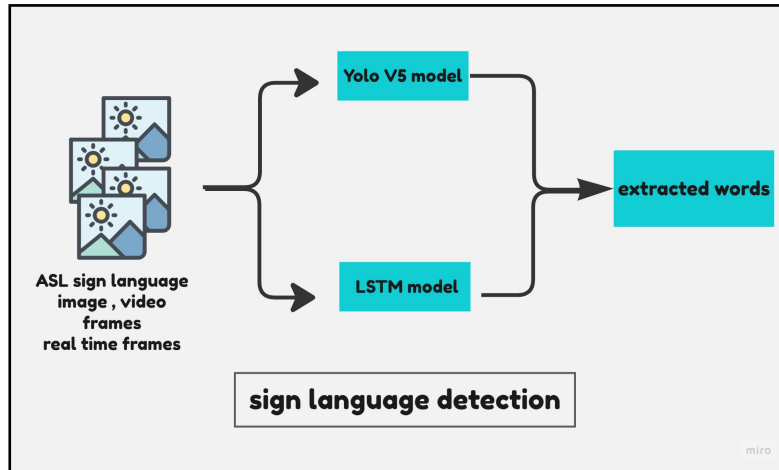 Yolo V5 model
extracted words
LSTM model
ASL sign language
image , video
frames
real time frames
sign language detection
miro